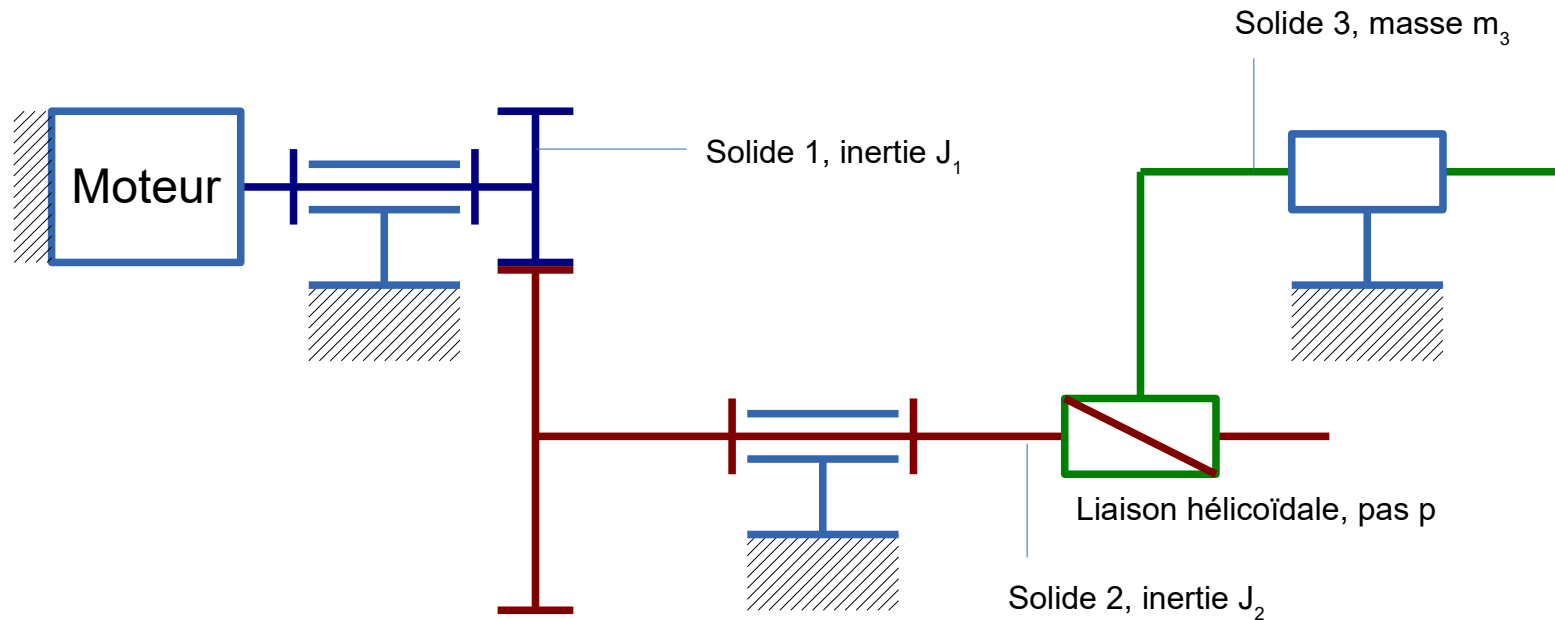 Solide 3, masse m₃
Moteur
Solide 1, inertie J₁
Liaison hélicoïdale, pas p
Solide 2, inertie J₂